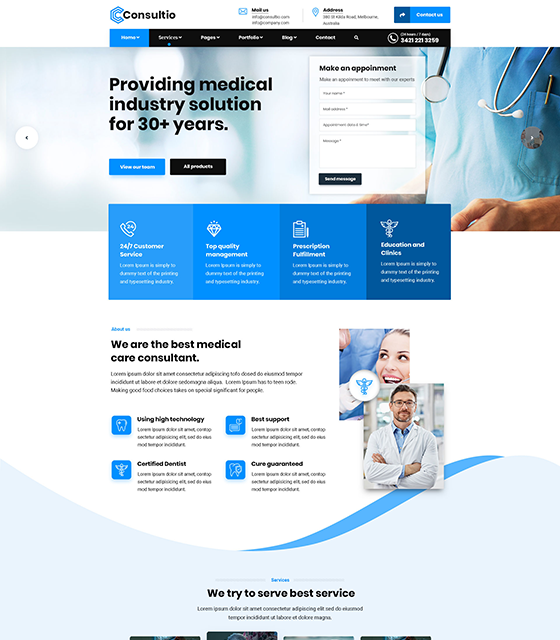 Consultio
Mail us
info@consultio.com
info@company.com
Address
380 St Kilda Road, Melbourne,
Australia
Contact us
Home
Services
Pages
Portfolio
Blog
Contact
(24 team / 7 days)
3421 221 3259
Providing medical
industry solution
for 30+ years.
View our team
All products
Make an appoinment
Make an appoinment to meet with our experts
Your name *
Mail address *
Appointment date & time*
Message *
Send message
24/7 Customer
Service
Lorem Ipsum is simply to
dummy text of the printing
and typesetting industry.
Top quality
management
Lorem Ipsum is simply to
dummy text of the printing
and typesetting industry.
Prescription
Fulfillment
Lorem Ipsum is simply to
dummy text of the printing
and typesetting industry.
Education and
Clinics
Lorem Ipsum is simply to
dummy text of the printing
and typesetting industry.
About us
We are the best medical
care consultant.
Lorem ipsum dolor sit amet consectetur adipiscing tofo dosed do eiusmod
incididunt ut labore et dolore sedomagna aliqua. Lorem ipsum has to teem rode.
Making good food choices takes on special significant for people.
Using high technology
Lorem ipsum dolor sit amet, contop
sectetur adipisicing elit, sed do eius
mod tempor incididunt.
Best support
Lorem ipsum dolor sit amet, contop
sectetur adipisicing elit, sed do eius
mod tempor incididunt.
Certified Dentist
Lorem ipsum dolor sit amet, contop
sectetur adipisicing elit, sed do eius
mod tempor incididunt.
Cure guaranteed
Lorem ipsum dolor sit amet, contop
sectetur adipisicing elit, sed do eius
mod tempor incididunt.
Services
We try to serve best service
Lorem ipsum dolor sit amet, consectetur adipisicing elit, sed do eiusmod
tempor incididunt ut labore et dolore magna.